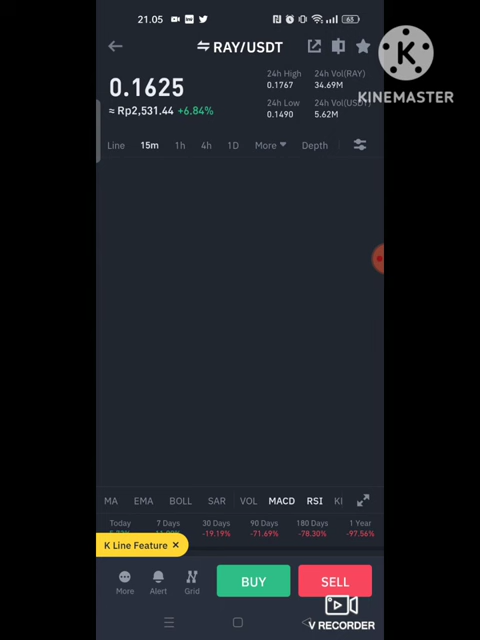 21.05
63
RAY/USDT
K
KINEMASTER
0.1625
≈ Rp2,531.44 +6.84%
24h High
0.1767
24h Vol(RAY)
34.69M
24h Low
0.1490
24h Vol(USDT)
5.62M
Line 15m 1h 4h 1D More Depth
MA EMA BOLL SAR VOL MACD RSI
Today 7 Days 30 Days 90 Days 180 Days 1 Year
-19.19% -71.69% -78.30% -97.56%
K Line Feature ×
More Alert Grid
BUY SELL
V RECORDER